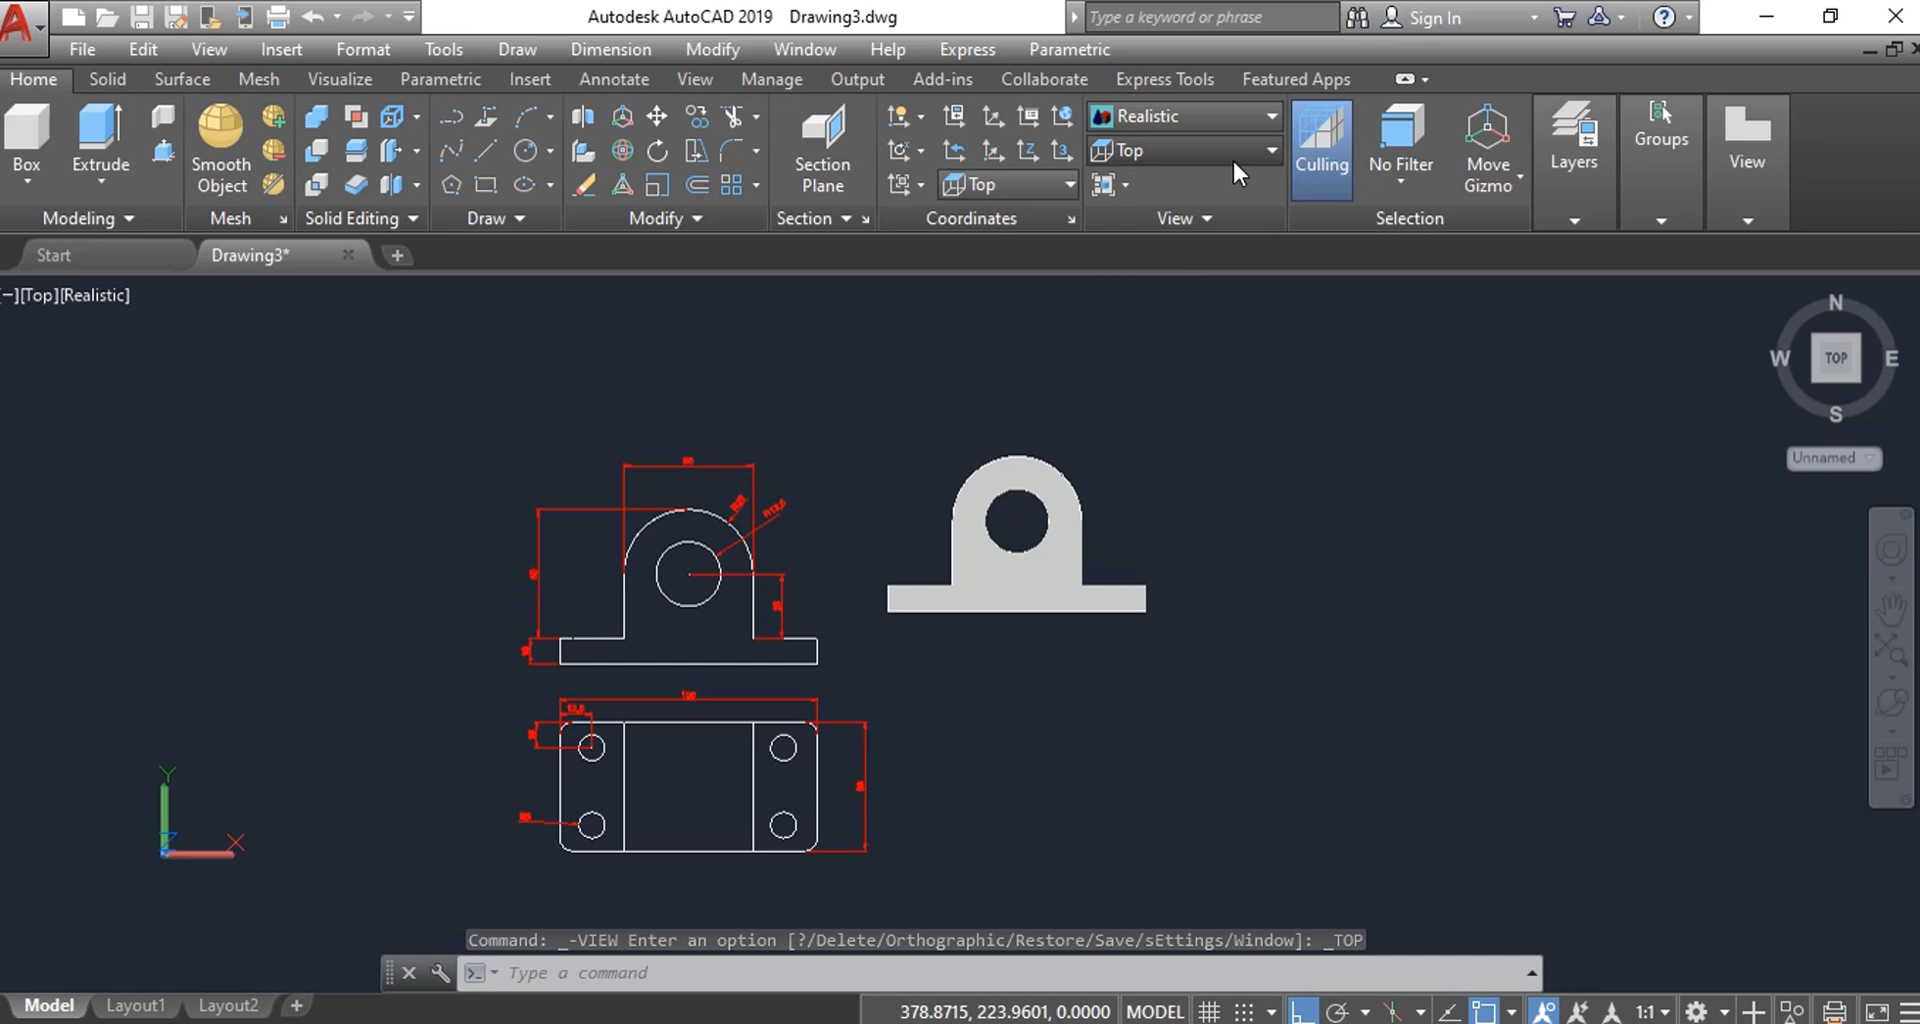 Autodesk AutoCAD 2019 Drawing3.dwg
Type a keyword or phrase
Sign In
File Edit View Insert Format Tools Draw Dimension Modify Window Help Express Parametric
Home Solid Surface Mesh Visualize Parametric Insert Annotate View Manage Output Add-ins Collaborate Express Tools Featured Apps
Box
Extrude
Smooth
Object
Section
Plane
Top
Realistic
Top
Culling
No Filter
Move
Gizmo
Layers
Groups
View
Modeling
Mesh
Solid Editing
Draw
Modify
Section
Coordinates
View
Selection
Start
Drawing3*
[−][Top][Realistic]
N
W
TOP
E
S
Unnamed
R13,5
12,5
Y
Z
X
Command: _-VIEW Enter an option [?/Delete/Orthographic/Restore/Save/sEttings/Window]: _TOP
Type a command
Model Layout1 Layout2
378.8715, 223.9601, 0.0000 MODEL
1:1